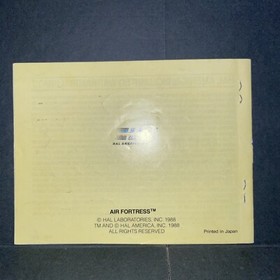 HAL AMERICA
AIR FORTRESS™
© HAL LABORATORIES, INC. 1988
TM AND © HAL AMERICA, INC. 1988
ALL RIGHTS RESERVED
Printed in Japan